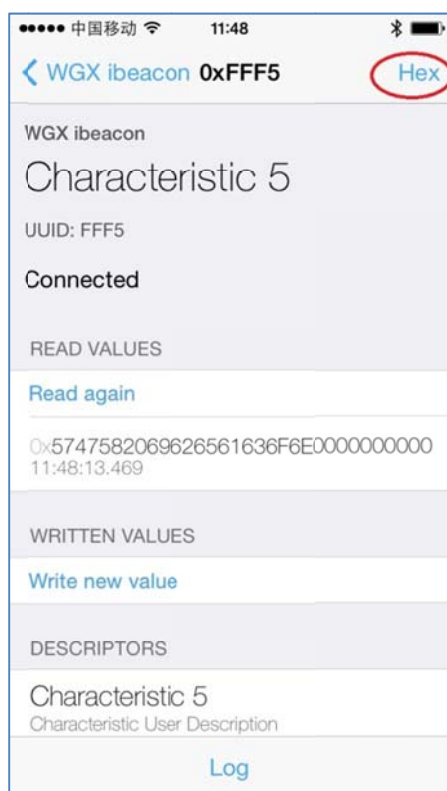 中国移动 11:48
WGX ibeacon 0xFFF5 Hex
WGX ibeacon
Characteristic 5
UUID: FFF5
Connected
READ VALUES
Read again
0x5747582069626561636F6E0000000000
11:48:13.469
WRITTEN VALUES
Write new value
DESCRIPTORS
Characteristic 5
Characteristic User Description
Log